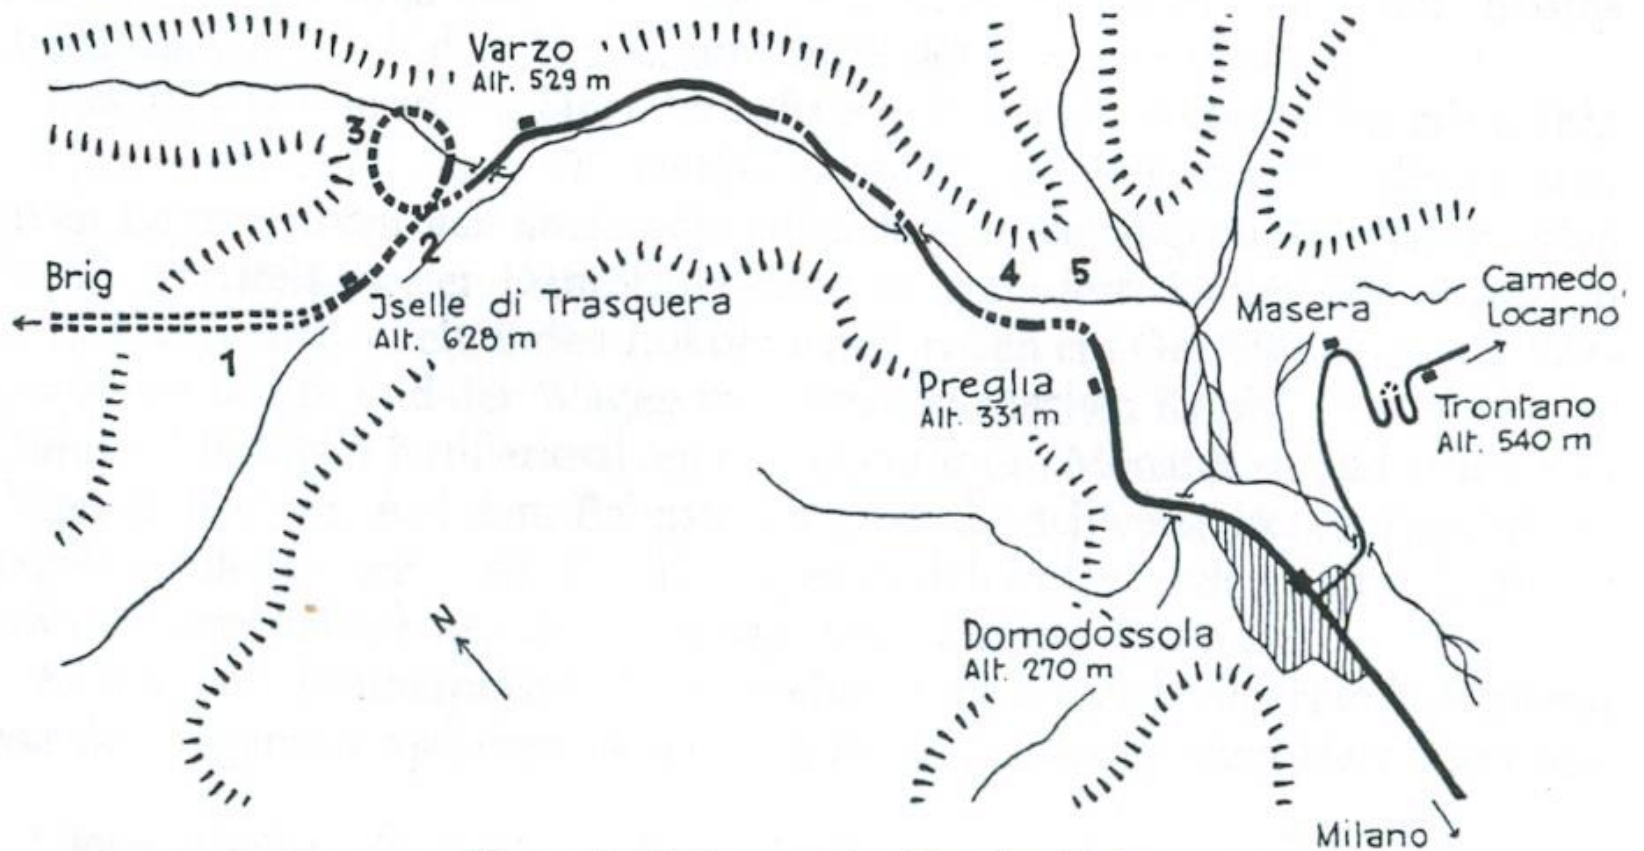 Varzo
Alt. 529 m
3
2
Brig
Jselle di Trasquera
Alt. 628 m
1
4
5
Camedo,
Locarno
Masera
Preglia
Alt. 331 m
Trontano
Alt. 540 m
N
Domodòssola
Alt. 270 m
Milano